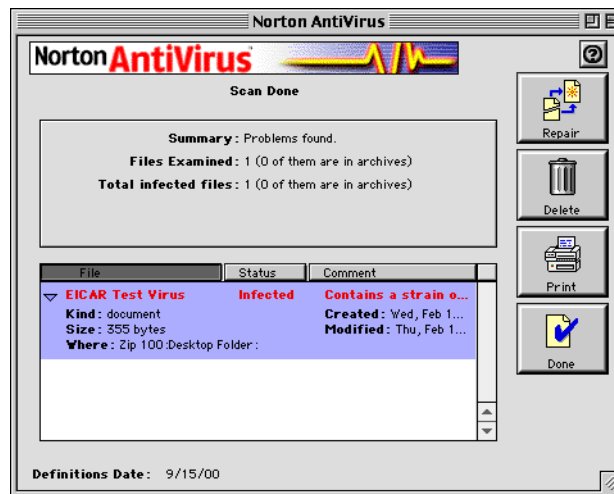 Norton AntiVirus
Norton AntiVirus
Scan Done
Summary: Problems found.
Files Examined: 1 (0 of them are in archives)
Total infected files: 1 (0 of them are in archives)
Repair
Delete
Print
Done
File Status Comment
EICAR Test Virus Infected Contains a strain o...
Kind: document Created: Wed, Feb 1...
Size: 355 bytes Modified: Thu, Feb 1...
Where: Zip 100:Desktop Folder:
Definitions Date: 9/15/00